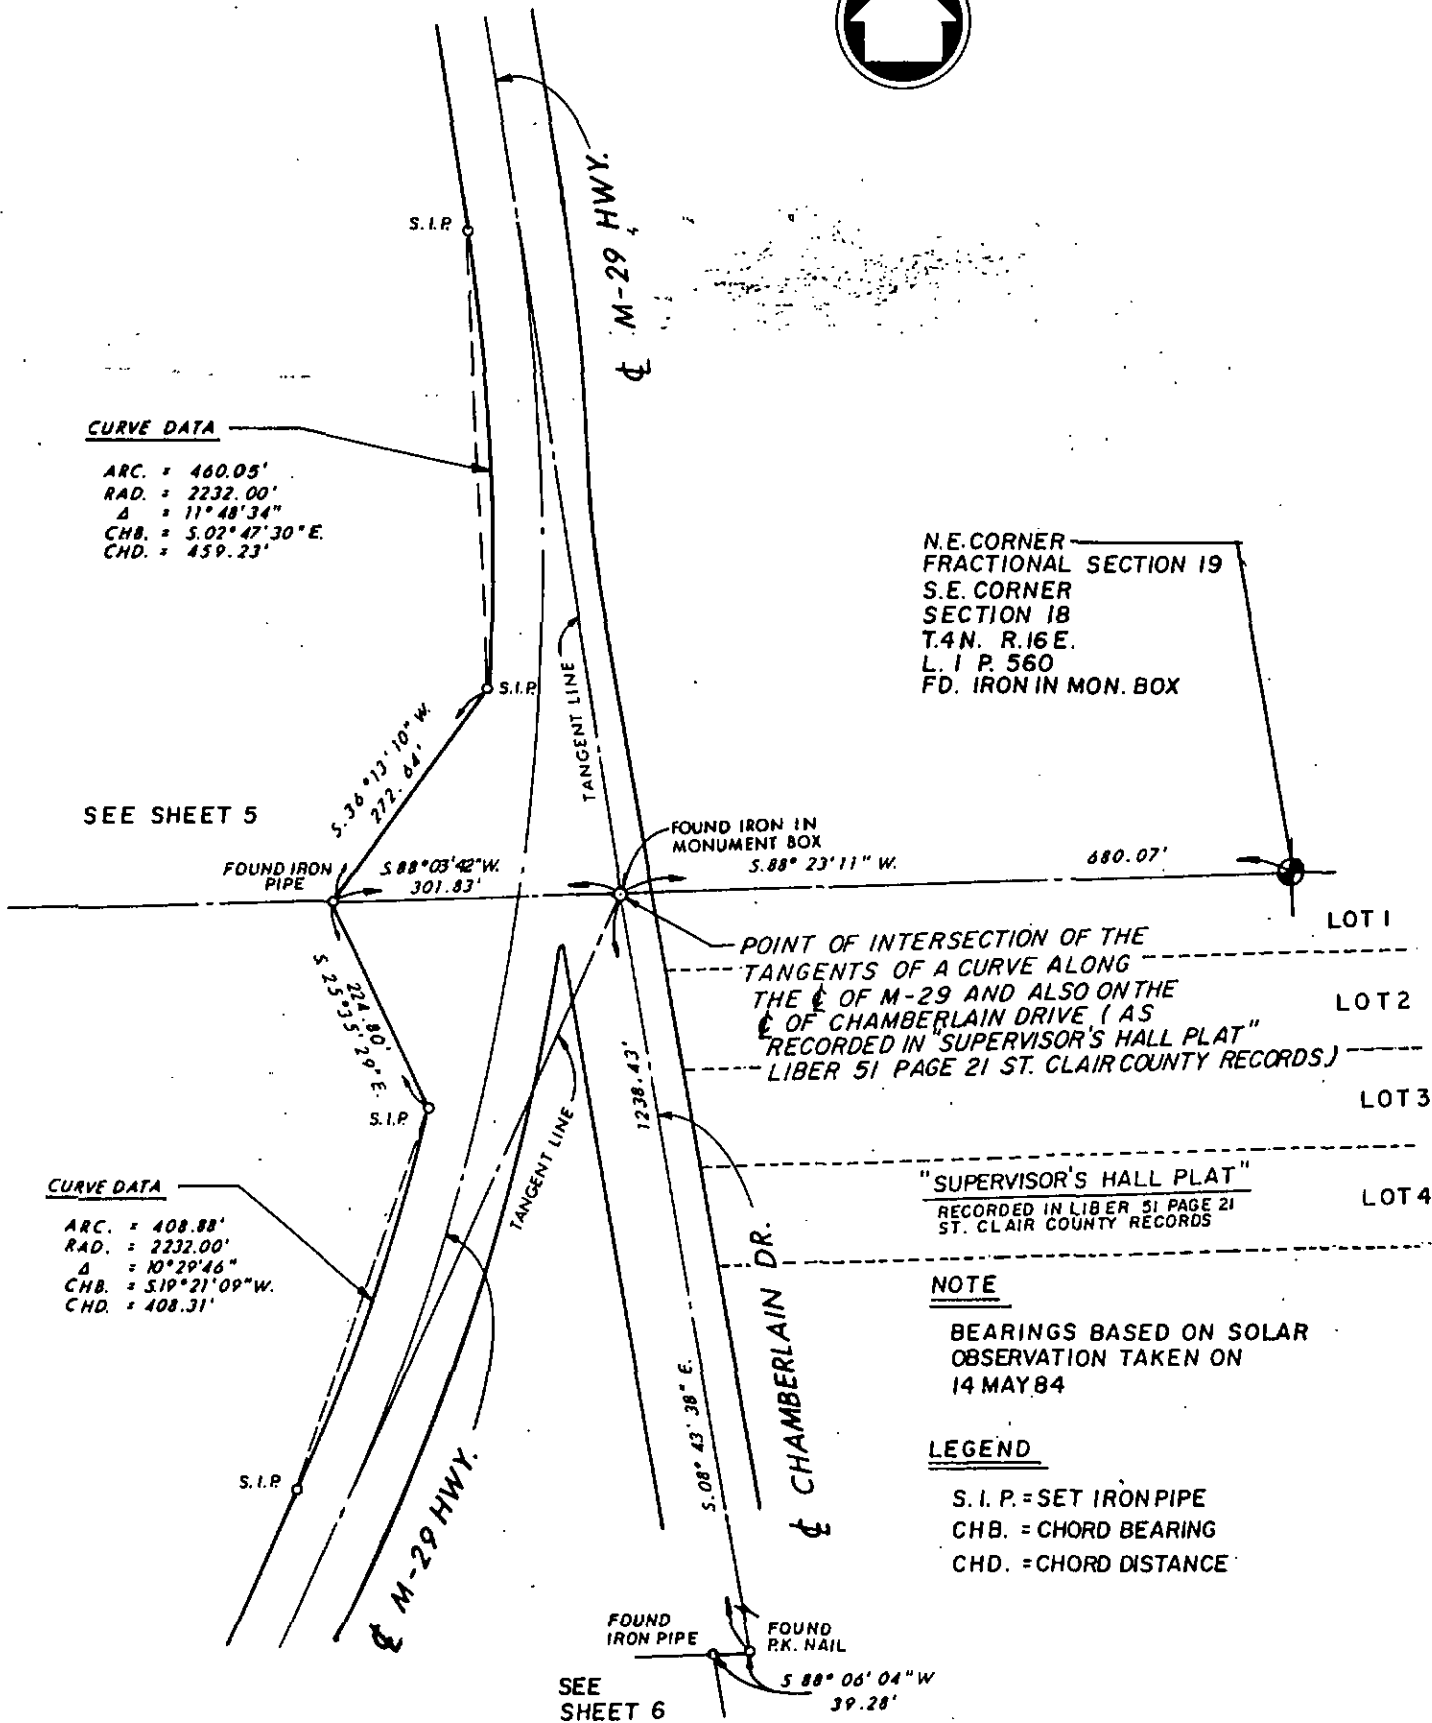 S.I.P.
℄ M-29 HWY.
CURVE DATA
ARC. = 460.05'
RAD. = 2232.00'
Δ = 11°48'34"
CHB. = S.02°47'30"E.
CHD. = 459.23'
N.E. CORNER
FRACTIONAL SECTION 19
S.E. CORNER
SECTION 18
T.4N. R.16E.
L. 1 P. 560
FD. IRON IN MON. BOX
S.I.P.
TANGENT LINE
S.36°13'10"W.
272.64'
SEE SHEET 5
FOUND IRON
PIPE
S.88°03'42"W.
301.83'
FOUND IRON IN
MONUMENT BOX
S.88°23'11"W.
680.07'
LOT 1
POINT OF INTERSECTION OF THE
TANGENTS OF A CURVE ALONG
THE ℄ OF M-29 AND ALSO ON THE
℄ OF CHAMBERLAIN DRIVE (AS
RECORDED IN "SUPERVISOR'S HALL PLAT"
LIBER 51 PAGE 21 ST. CLAIR COUNTY RECORDS)
LOT 2
LOT 3
224.80'
S.25°35'29"E.
S.I.P.
1238.43'
TANGENT LINE
"SUPERVISOR'S HALL PLAT"
RECORDED IN LIBER 51 PAGE 21
ST. CLAIR COUNTY RECORDS
LOT 4
CURVE DATA
ARC. = 408.88'
RAD. = 2232.00'
Δ = 10°29'46"
CHB. = S.19°21'09"W.
CHD. = 408.31'
NOTE
BEARINGS BASED ON SOLAR
OBSERVATION TAKEN ON
14 MAY 84
℄ CHAMBERLAIN DR.
S.08°43'38"E.
LEGEND
S.I.P. = SET IRON PIPE
CHB. = CHORD BEARING
CHD. = CHORD DISTANCE
S.I.P.
℄ M-29 HWY.
FOUND
IRON PIPE
FOUND
P.K. NAIL
S 88°06'04"W
39.28'
SEE
SHEET 6